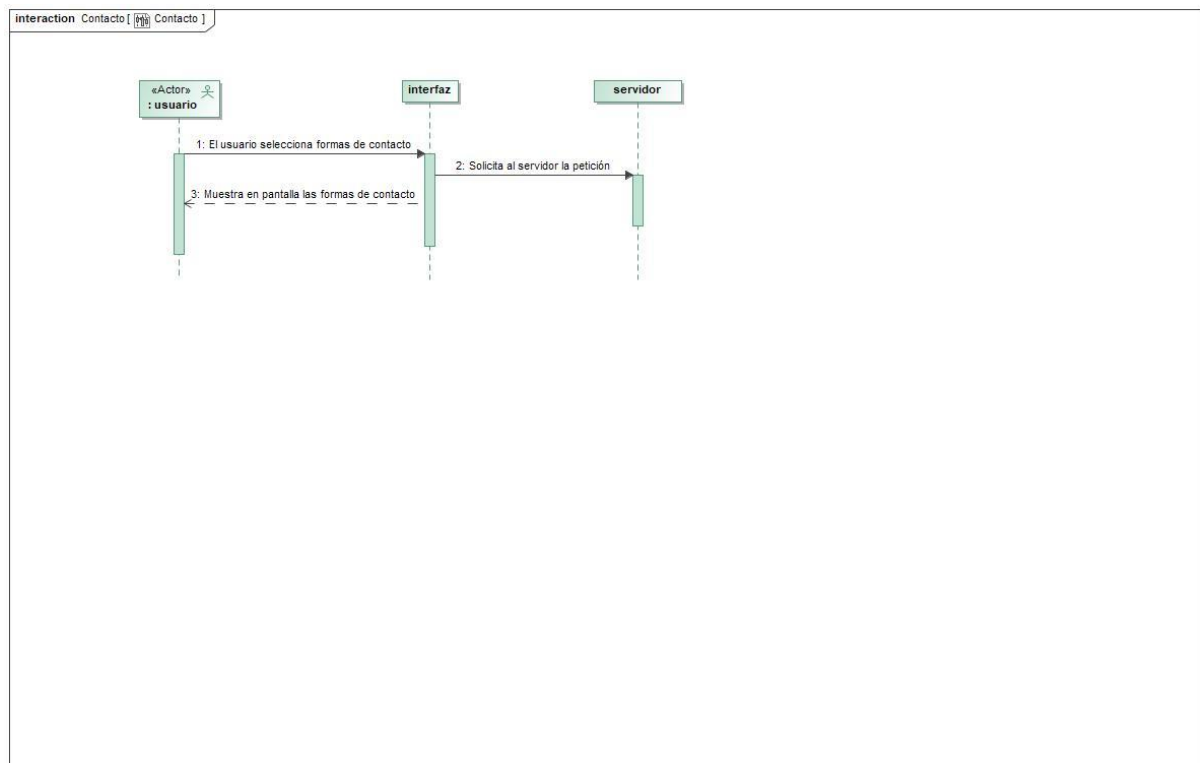 interaction Contacto [ Contacto ]
«Actor»
: usuario
interfaz
servidor
1: El usuario selecciona formas de contacto
2: Solicita al servidor la petición
3: Muestra en pantalla las formas de contacto